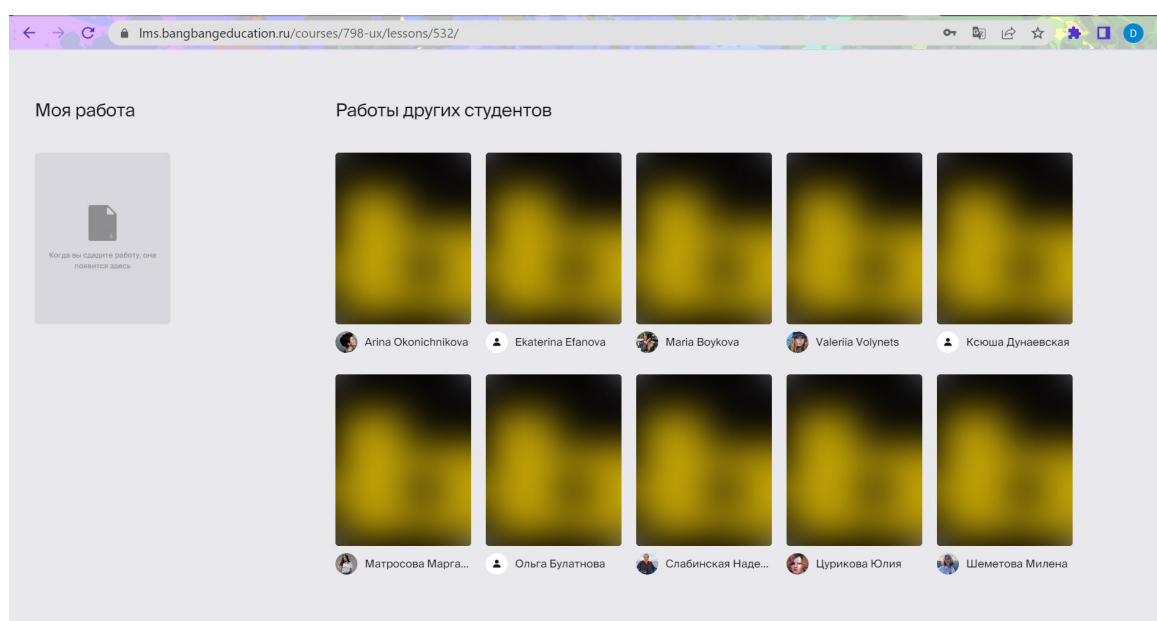 lms.bangbangeducation.ru/courses/798-ux/lessons/532/
D
Моя работа
Работы других студентов
Когда вы сдадите работу, она
появится здесь
Arina Okonichnikova
Ekaterina Efanova
Maria Boykova
Valeriia Volynets
Ксюша Дунаевская
Матросова Марга...
Ольга Булатнова
Слабинская Наде...
Цурикова Юлия
Шеметова Милена